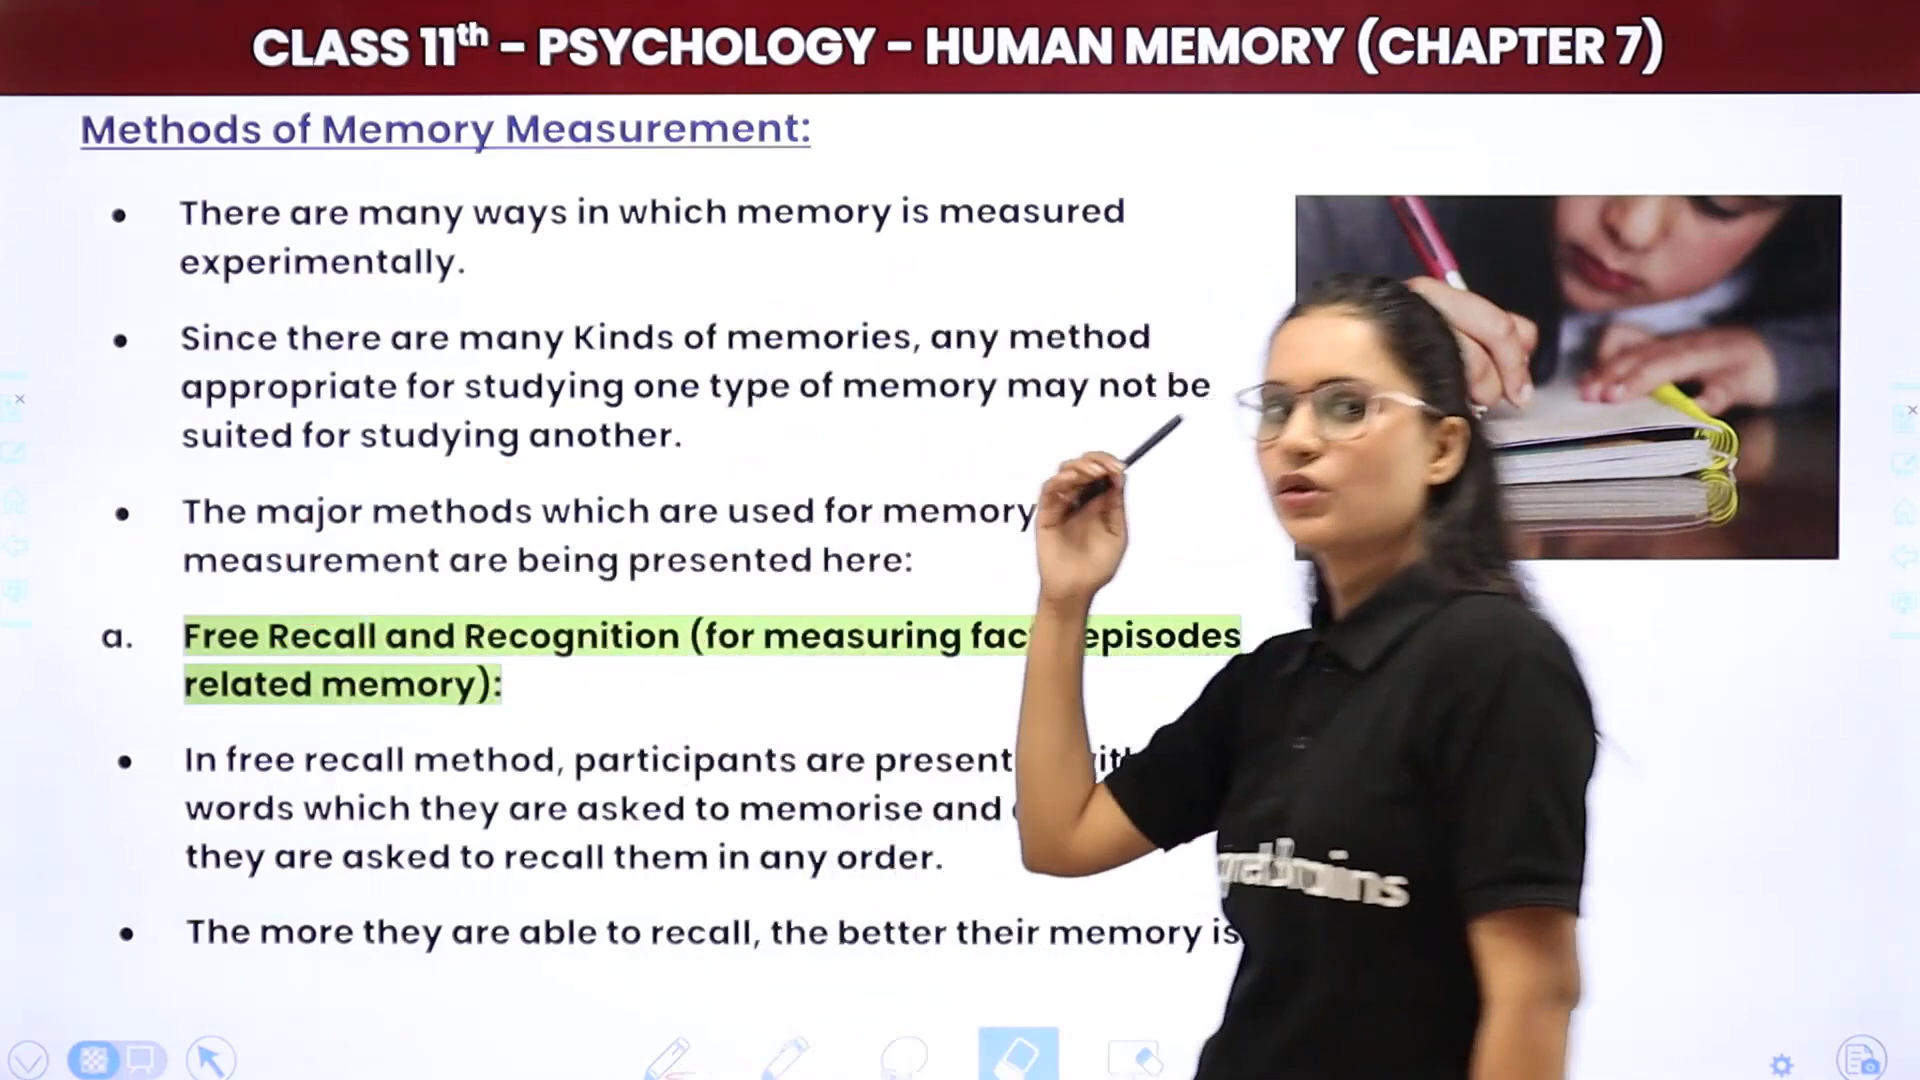 CLASS 11th – PSYCHOLOGY – HUMAN MEMORY (CHAPTER 7)
Methods of Memory Measurement:
• There are many ways in which memory is measured
experimentally.
• Since there are many Kinds of memories, any method
appropriate for studying one type of memory may not be
suited for studying another.
• The major methods which are used for memory
measurement are being presented here:
a. Free Recall and Recognition (for measuring episodes
related memory):
• In free recall method, participants are
words which they are asked to memorise and
they are asked to recall them in any order.
• The more they are able to recall, the better their memory is